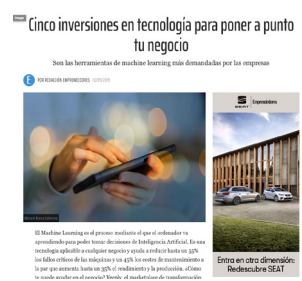 Cinco inversiones en tecnología para poner a punto
tu negocio
Son las herramientas de machine learning más demandadas por las empresas
POR REDACCIÓN EMPRENDEDORES
SEAT
Emprendedores
El Machine Learning es el proceso mediante el que el ordenador va
aprendiendo para poder tomar decisiones de Inteligencia Artificial. Es una
tecnología aplicable a cualquier negocio y ayuda a reducir hasta un 35%
los fallos críticos de las máquinas y un 45% los costes de mantenimiento a
la par que aumenta hasta un 35% el rendimiento y la producción. ¿Cómo
Entra en otra dimensión:
Redescubre SEAT